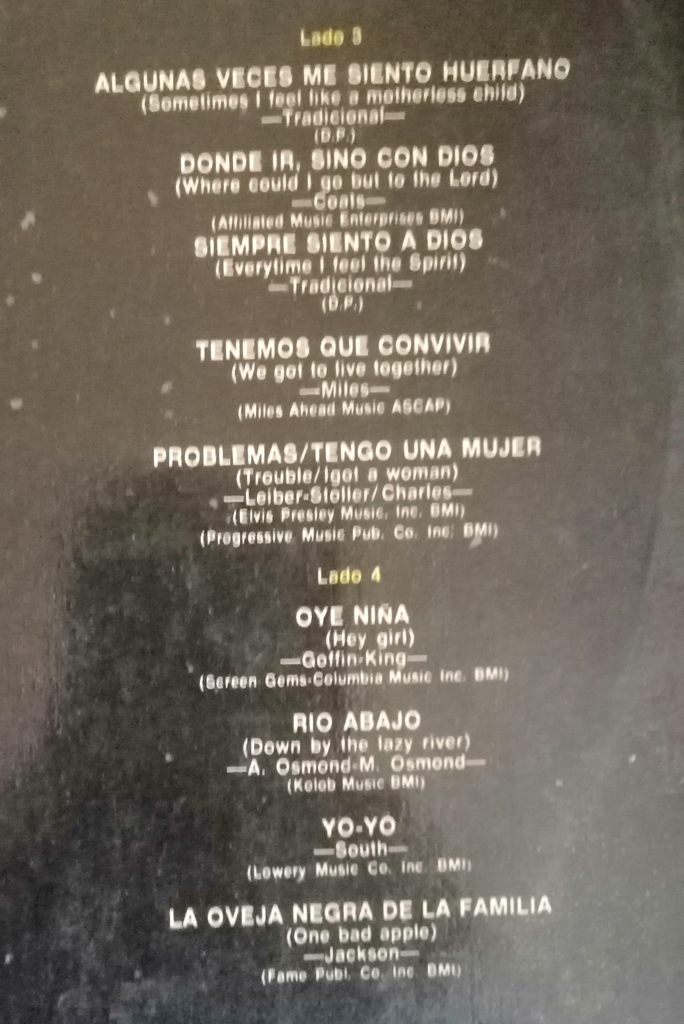 Lado 3
ALGUNAS VECES ME SIENTO HUERFANO
(Sometimes I feel like a motherless child)
—Tradicional—
(D.P.)
DONDE IR, SINO CON DIOS
(Where could I go but to the Lord)
—Coats—
(Affiliated Music Enterprises BMI)
SIEMPRE SIENTO A DIOS
(Everytime I feel the Spirit)
—Tradicional—
(D.P.)
TENEMOS QUE CONVIVIR
(We got to live together)
—Miles—
(Miles Ahead Music ASCAP)
PROBLEMAS/TENGO UNA MUJER
(Trouble/Igot a woman)
—Leiber-Stoller/Charles—
(Elvis Presley Music. Inc. BMI)
(Progressive Music Pub. Co. Inc. BMI)
Lado 4
OYE NIÑA
(Hey girl)
—Goffin-King—
(Screen Gems-Columbia Music Inc. BMI)
RIO ABAJO
(Down by the lazy river)
—A. Osmond-M. Osmond—
(Kolob Music BMI)
YO-YO
—South—
(Lowery Music Co. Inc. BMI)
LA OVEJA NEGRA DE LA FAMILIA
(One bad apple)
—Jackson—
(Fame Publ. Co. Inc. BMI)